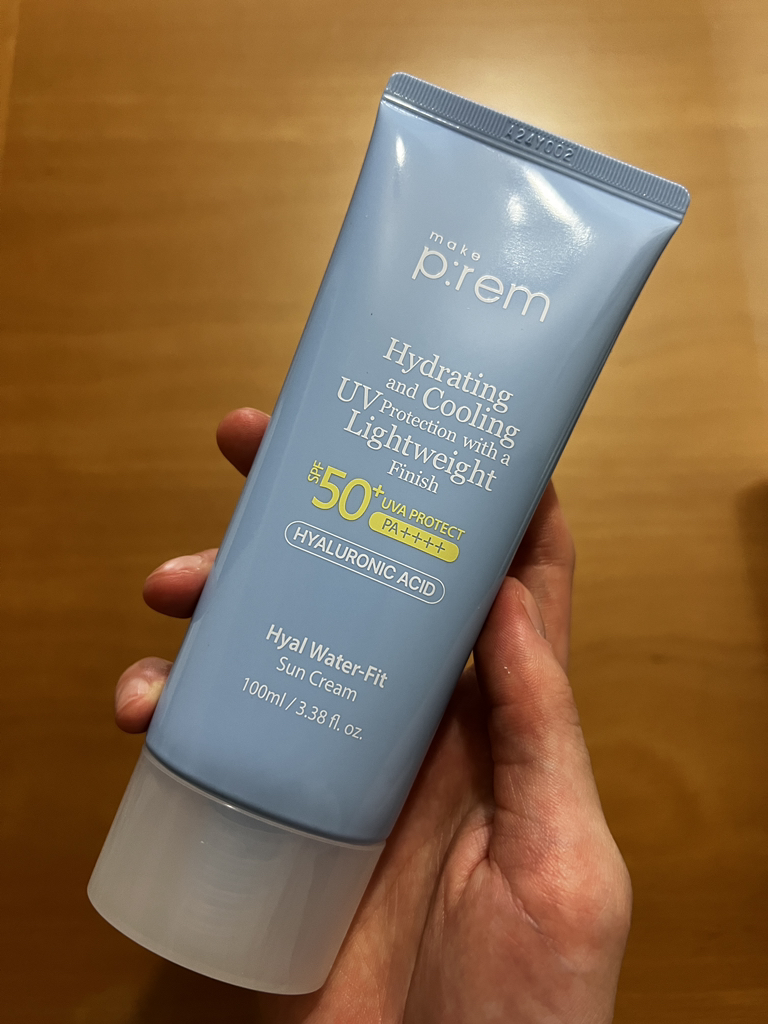 A24Y002
make
p:rem
Hydrating
and Cooling
UV Protection with a
Lightweight
Finish
SPF 50+ UVA PROTECT
PA++++
HYALURONIC ACID
Hyal Water-Fit
Sun Cream
100ml / 3.38 fl. oz.